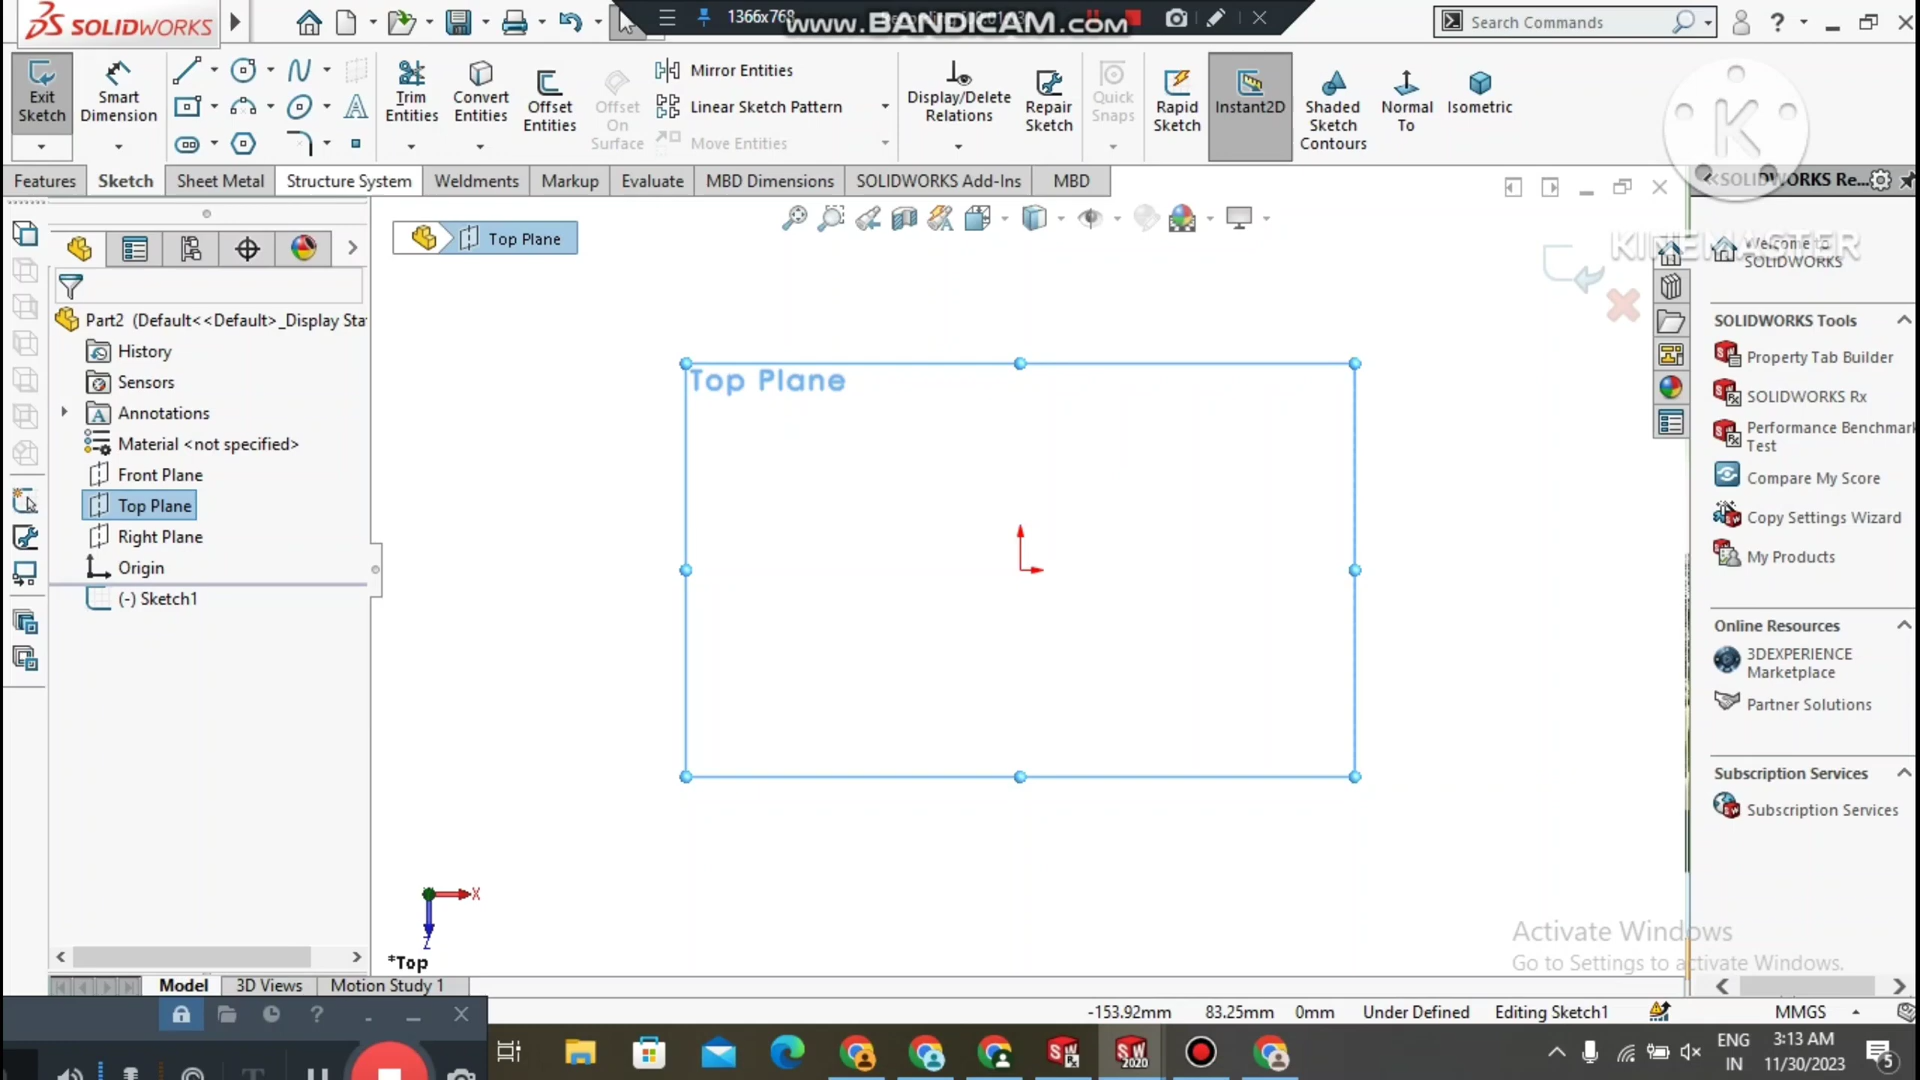 SOLIDWORKS
1366x768
www.BANDICAM.com
Search Commands
Exit Sketch
Smart Dimension
Trim Entities
Convert Entities
Offset Entities
Offset On Surface
Mirror Entities
Linear Sketch Pattern
Move Entities
Display/Delete Relations
Repair Sketch
Quick Snaps
Rapid Sketch
Instant2D
Shaded Sketch Contours
Normal To
Isometric
K
KINEMASTER
Features
Sketch
Sheet Metal
Structure System
Weldments
Markup
Evaluate
MBD Dimensions
SOLIDWORKS Add-Ins
MBD
SOLIDWORKS Re...
Top Plane
Welcome to SOLIDWORKS
Part2 (Default<<Default>_Display Sta
History
Sensors
Annotations
Material <not specified>
Front Plane
Top Plane
Right Plane
Origin
(-) Sketch1
Top Plane
SOLIDWORKS Tools
Property Tab Builder
SOLIDWORKS Rx
Performance Benchmark Test
Compare My Score
Copy Settings Wizard
My Products
Online Resources
3DEXPERIENCE Marketplace
Partner Solutions
Subscription Services
Subscription Services
X
Z
*Top
Activate Windows
Go to Settings to activate Windows.
Model
3D Views
Motion Study 1
-153.92mm
83.25mm
0mm
Under Defined
Editing Sketch1
MMGS
ENG
IN
3:13 AM
11/30/2023
5